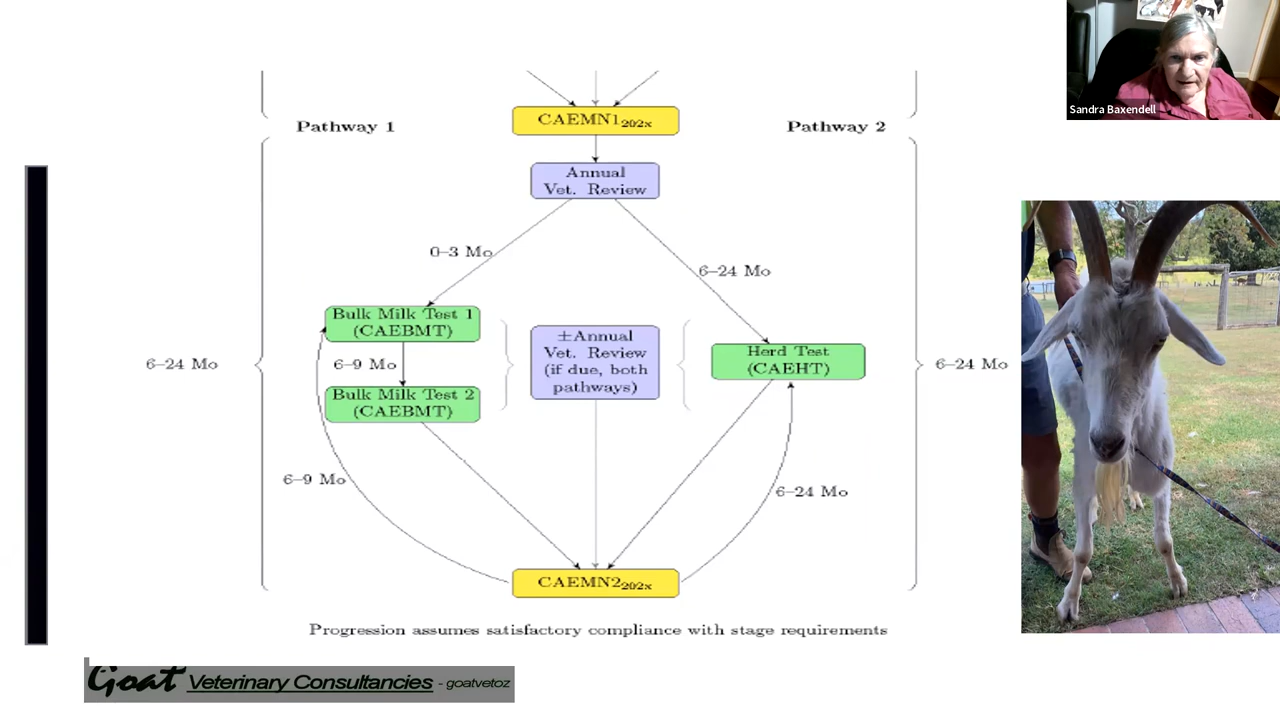 Sandra Baxendell
Pathway 1
CAEMN1202x
Pathway 2
Annual
Vet. Review
0–3 Mo
6–24 Mo
Bulk Milk Test 1
(CAEBMT)
±Annual
Vet. Review
(if due, both
pathways)
Herd Test
(CAEHT)
6–24 Mo
6–9 Mo
6–24 Mo
Bulk Milk Test 2
(CAEBMT)
6–9 Mo
6–24 Mo
CAEMN2202x
Progression assumes satisfactory compliance with stage requirements
Goat Veterinary Consultancies - goatvetoz